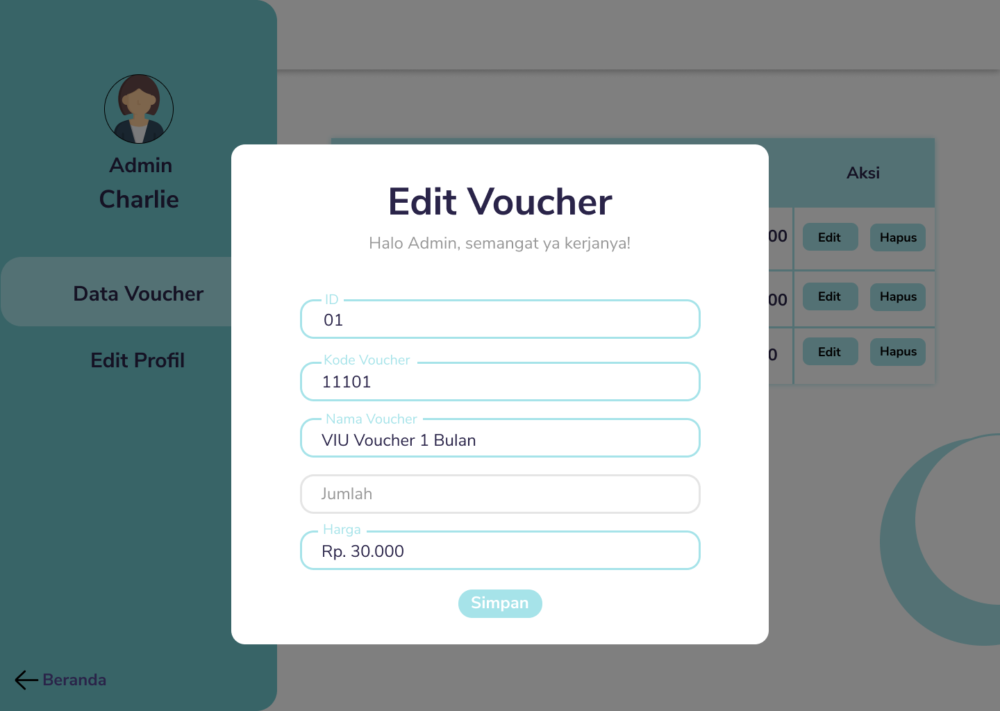 Admin
Charlie
Data Voucher
Edit Profil
Beranda
Edit Voucher
Halo Admin, semangat ya kerjanya!
ID
01
Kode Voucher
11101
Nama Voucher
VIU Voucher 1 Bulan
Jumlah
Harga
Rp. 30.000
Simpan
Aksi
00 Edit Hapus
00 Edit Hapus
0 Edit Hapus